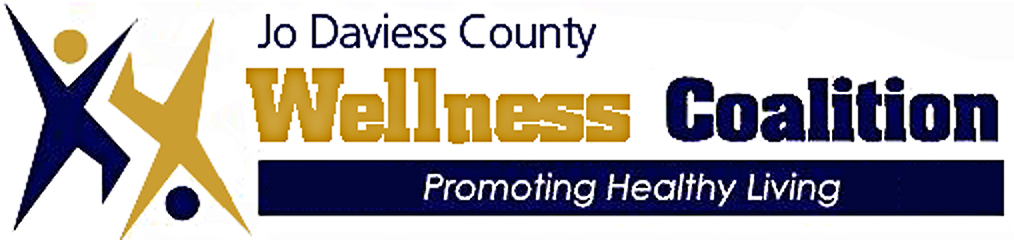 Jo Daviess County
Wellness Coalition
Promoting Healthy Living